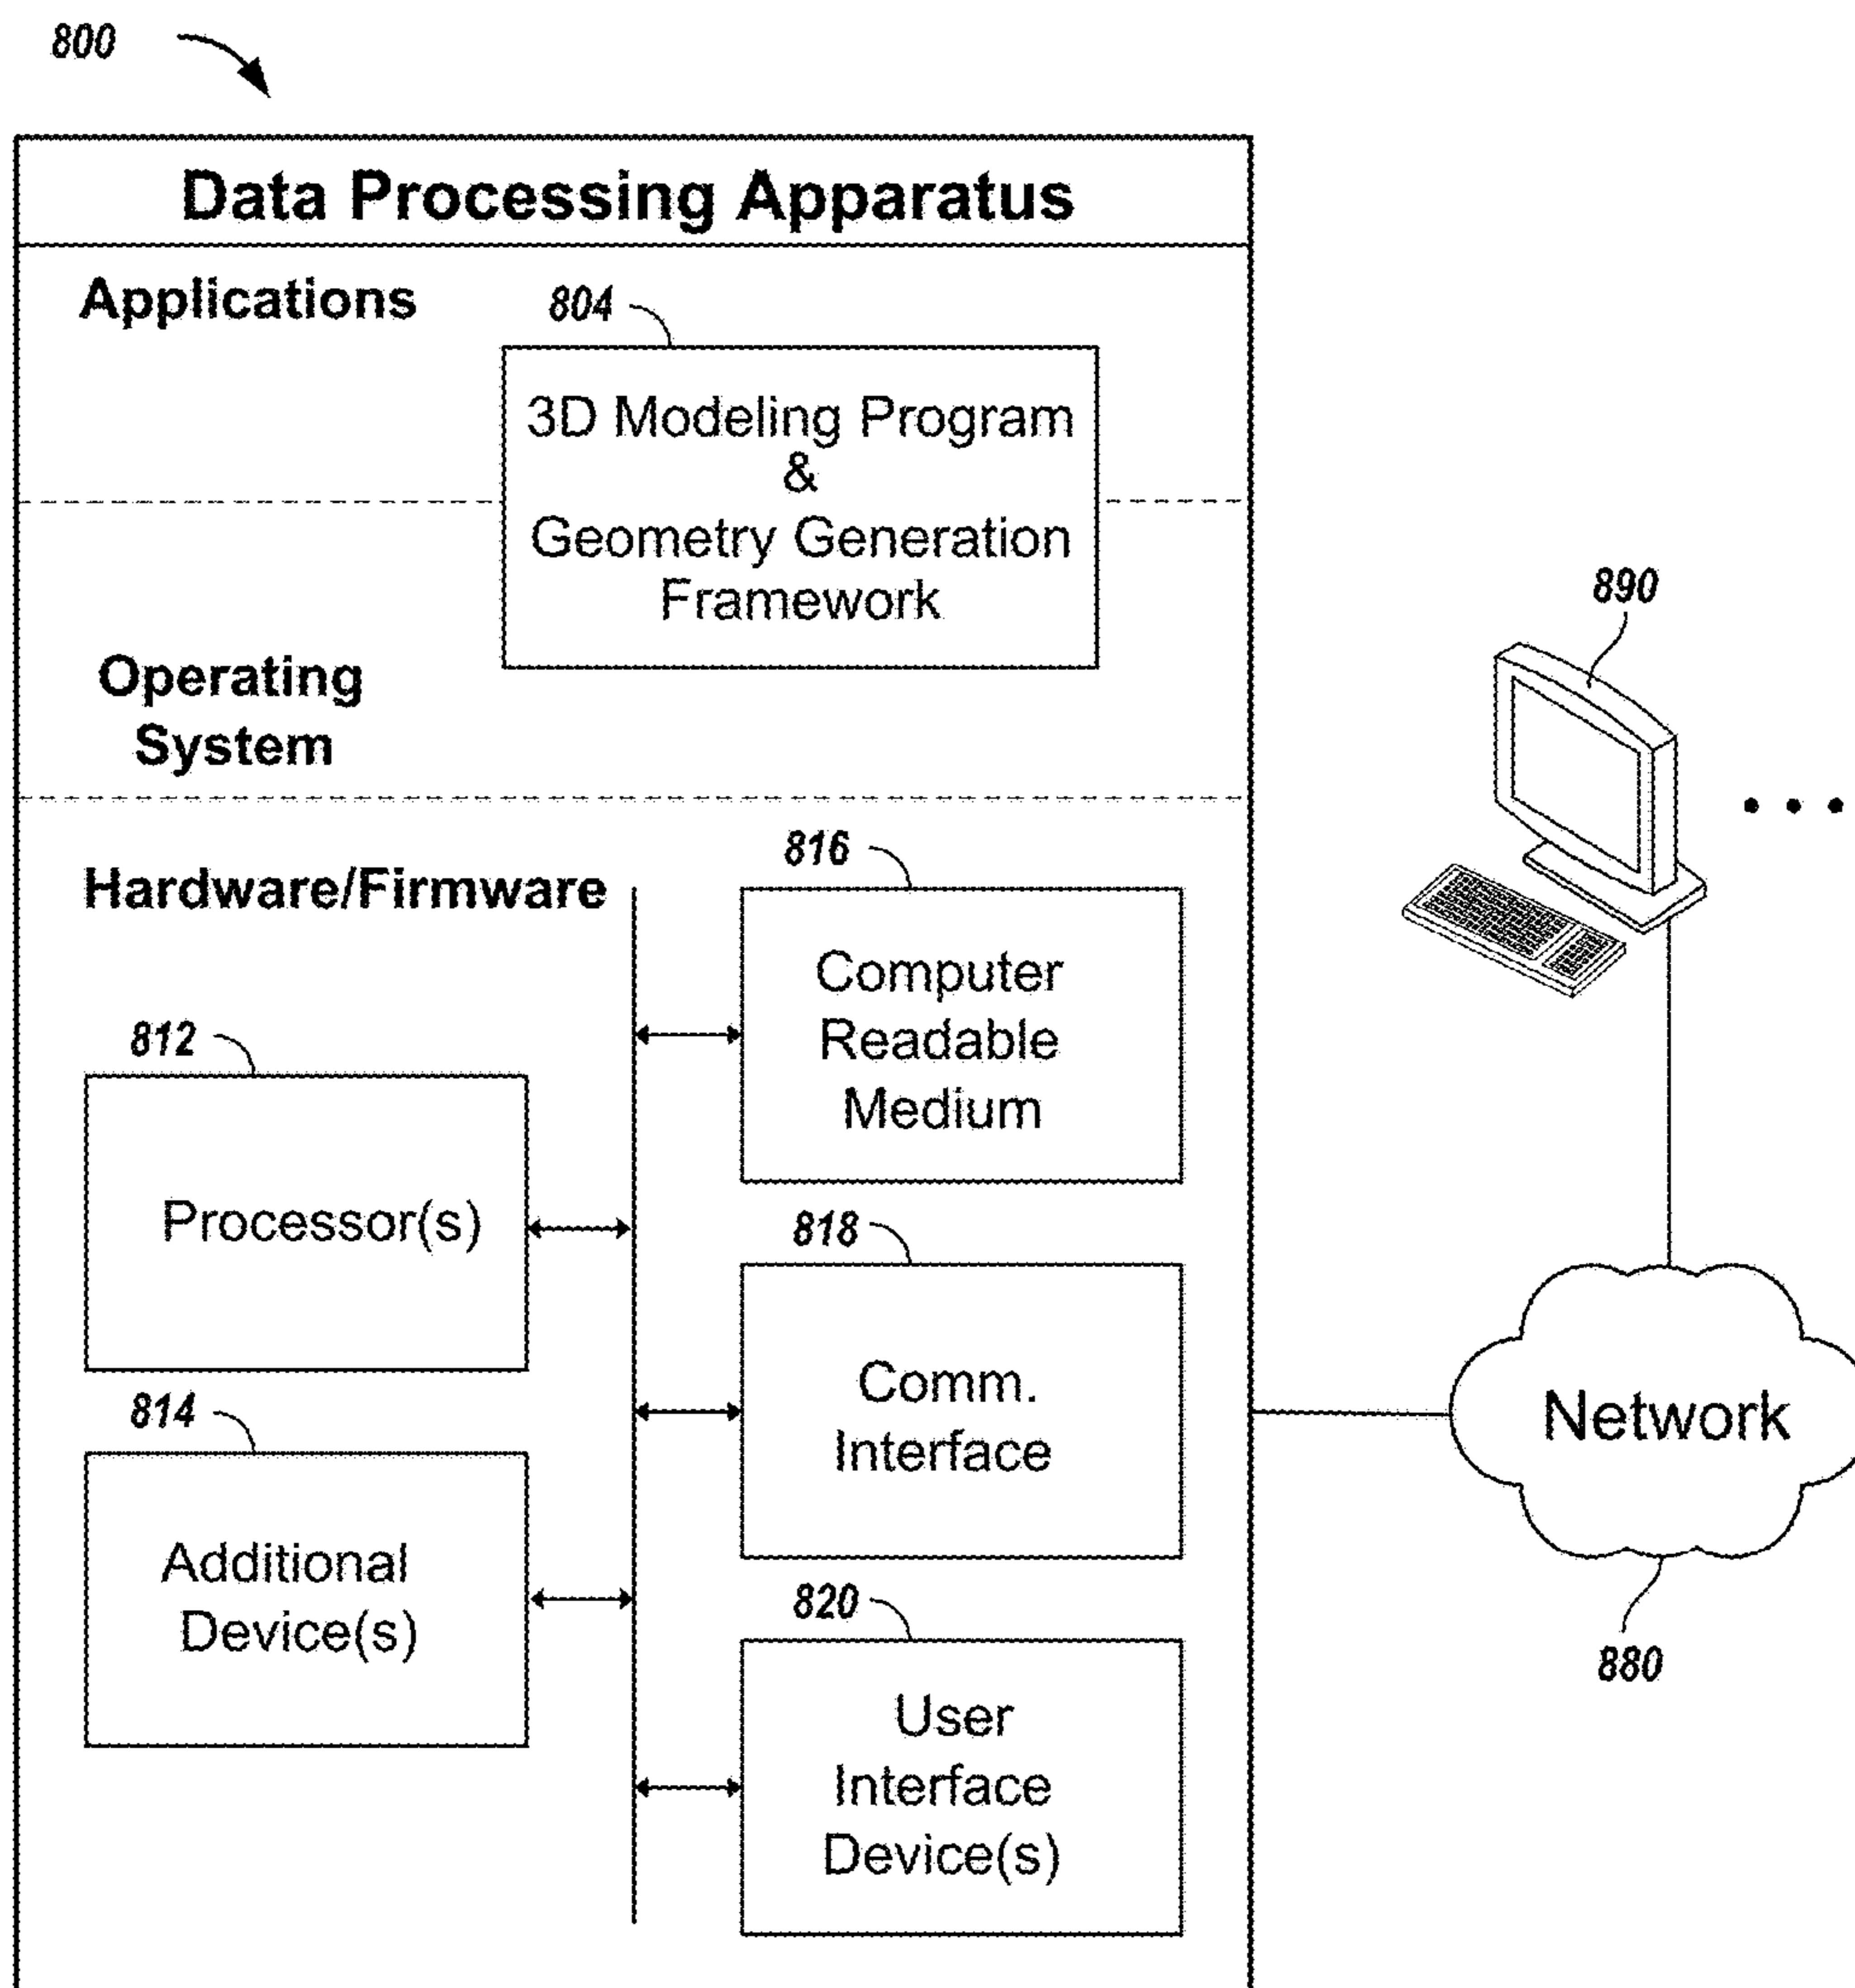 800
Data Processing Apparatus
Applications
804
3D Modeling Program
&
Geometry Generation
Framework
Operating
System
890
Hardware/Firmware
816
Computer
Readable
Medium
812
Processor(s)
818
Comm.
Interface
Network
814
Additional
Device(s)
820
User
Interface
Device(s)
880